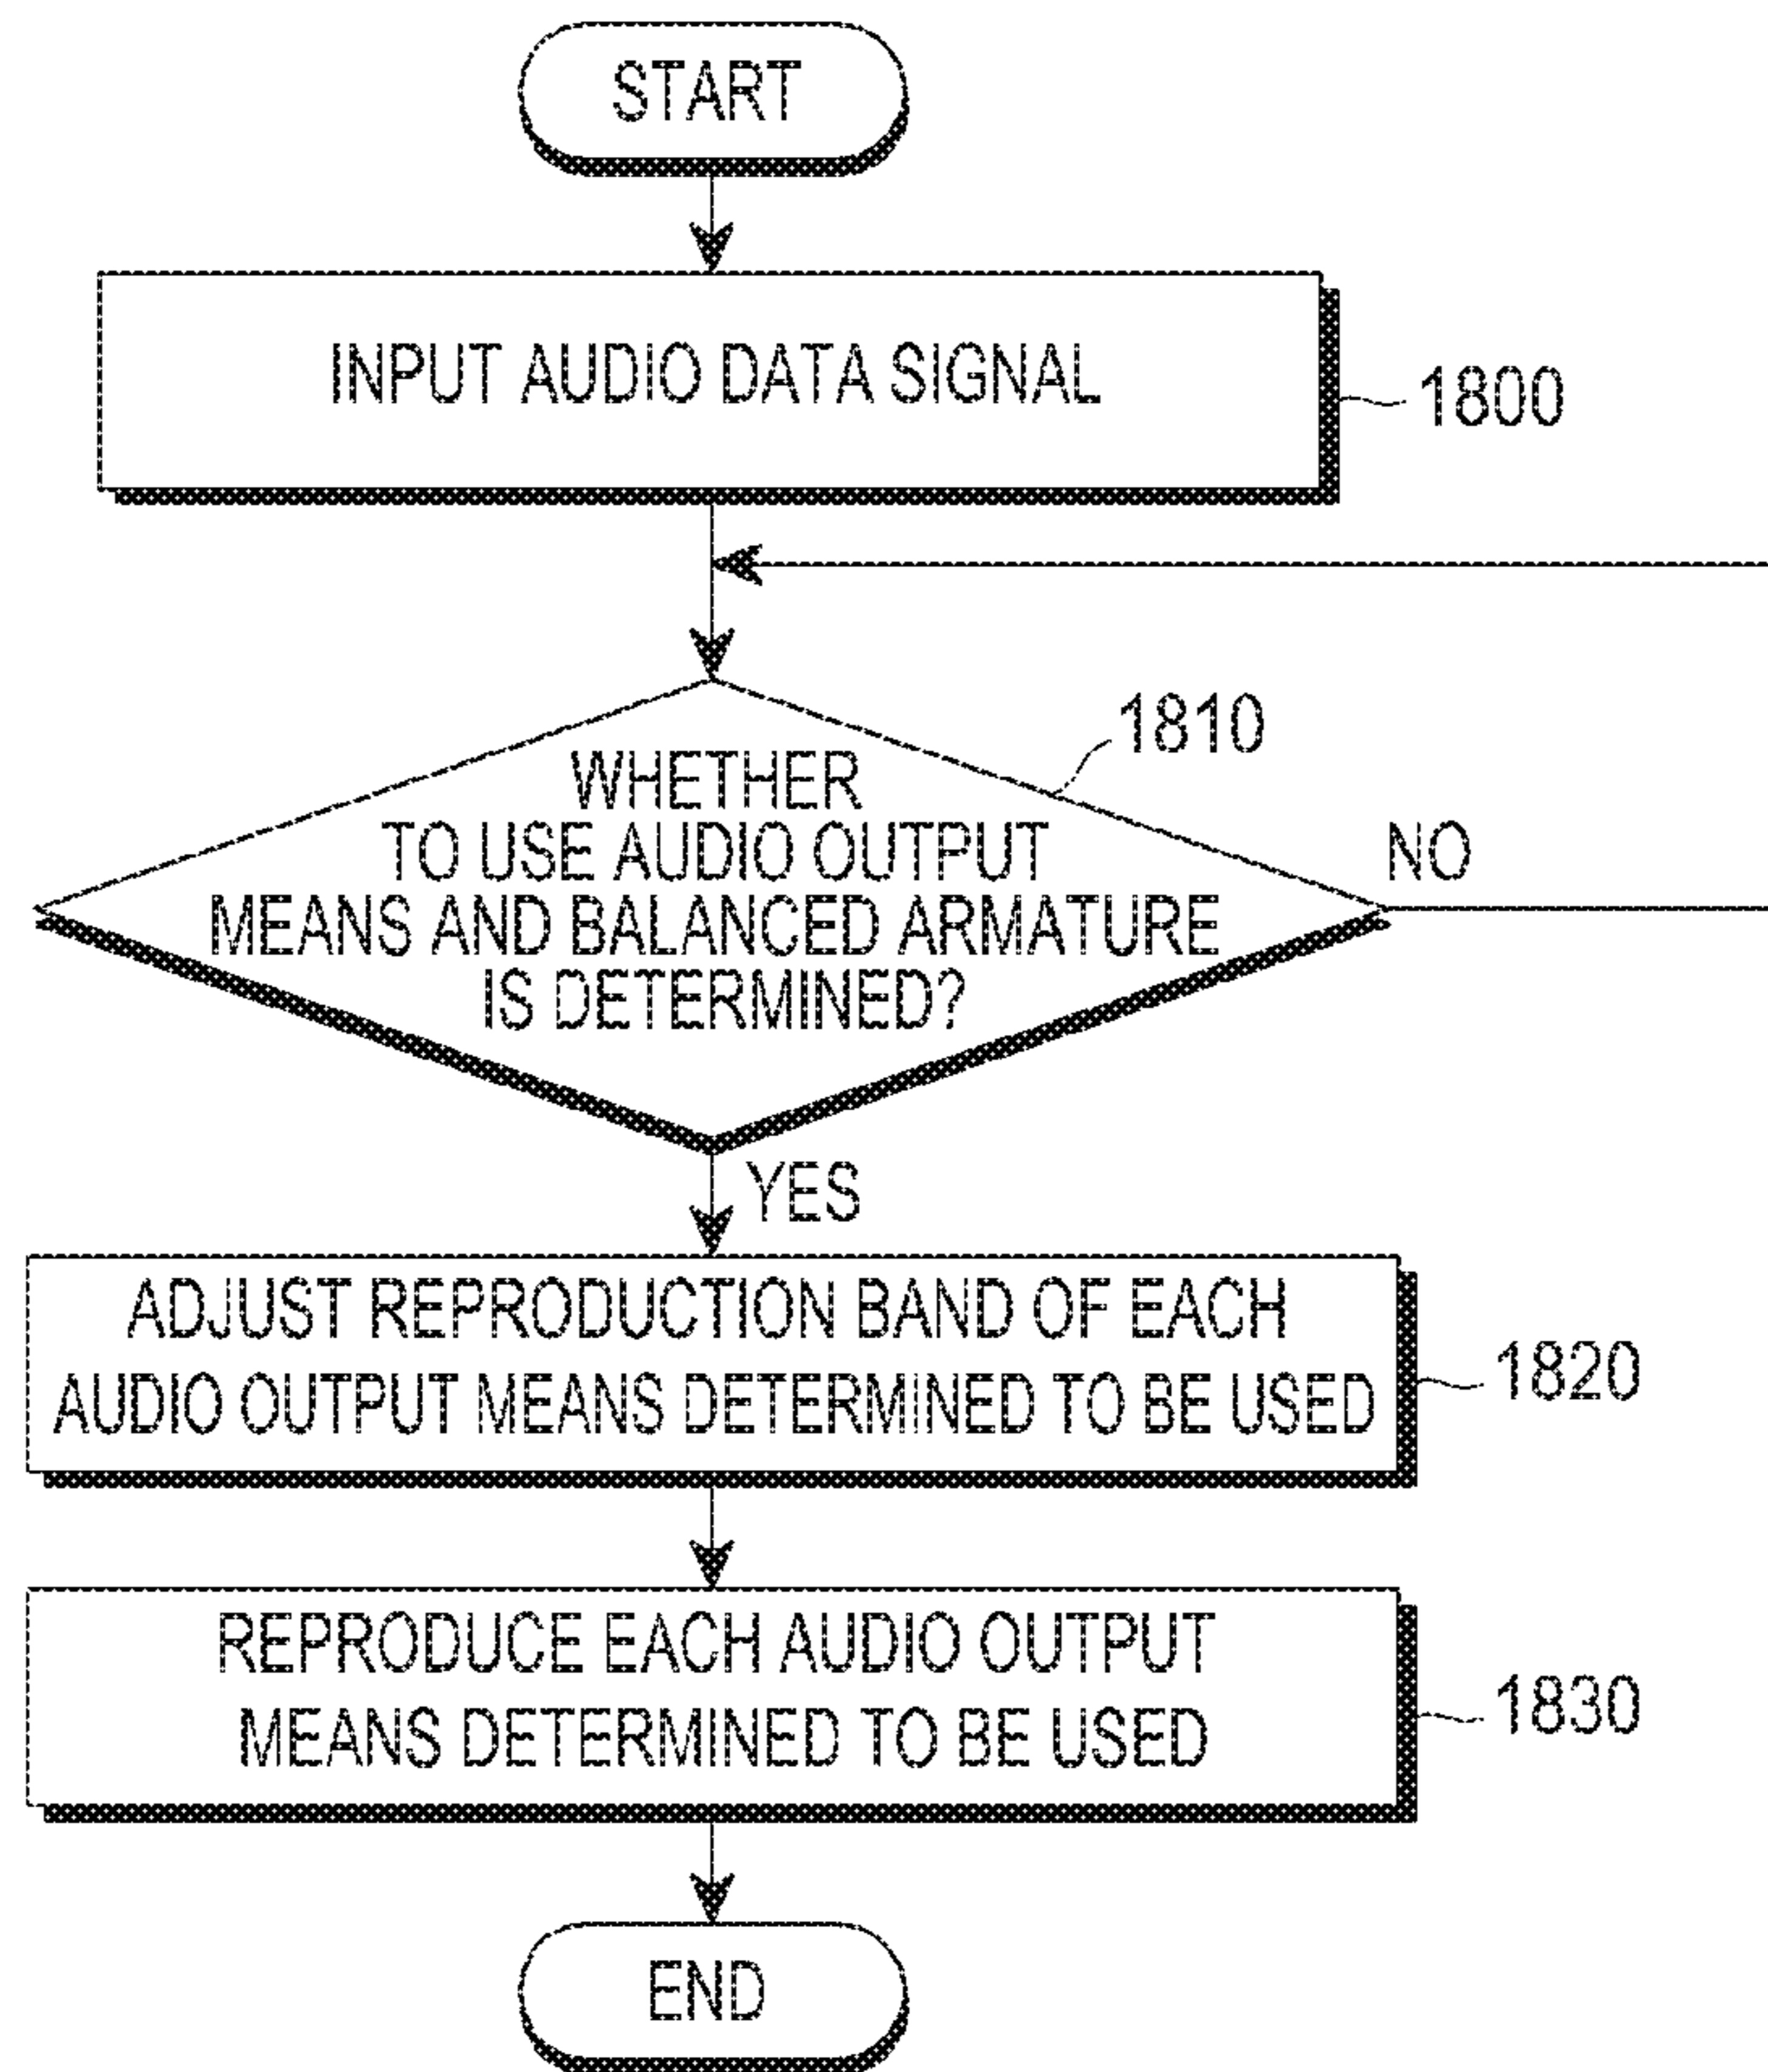 START
INPUT AUDIO DATA SIGNAL
1800
1810
WHETHER
TO USE AUDIO OUTPUT
MEANS AND BALANCED ARMATURE
IS DETERMINED?
NO
YES
ADJUST REPRODUCTION BAND OF EACH
AUDIO OUTPUT MEANS DETERMINED TO BE USED
1820
REPRODUCE EACH AUDIO OUTPUT
MEANS DETERMINED TO BE USED
1830
END